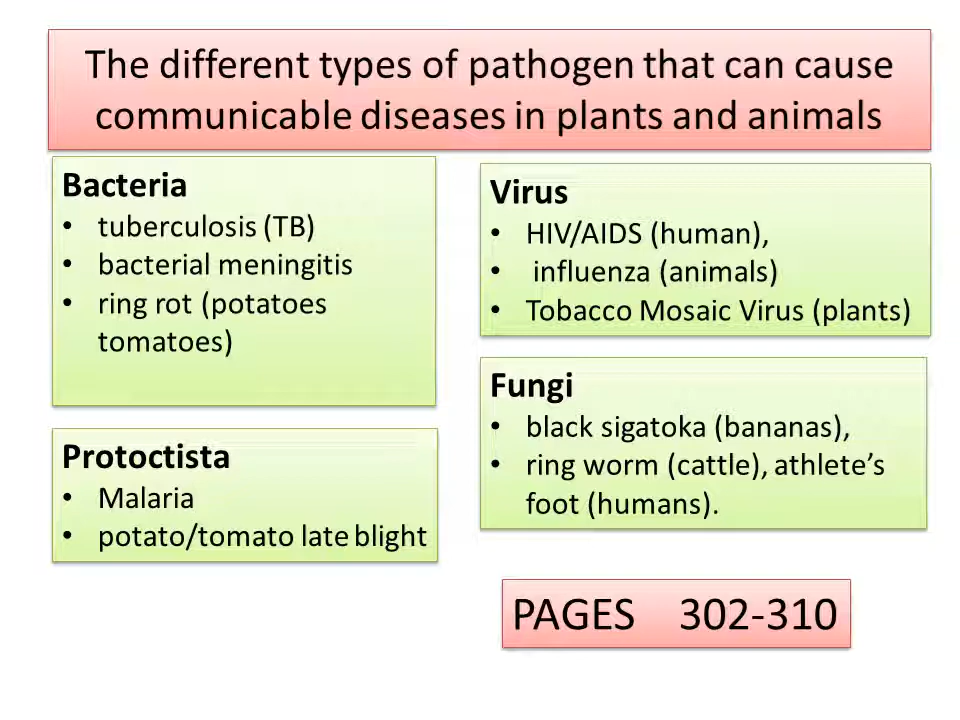 The different types of pathogen that can cause
communicable diseases in plants and animals
Bacteria
• tuberculosis (TB)
• bacterial meningitis
• ring rot (potatoes
tomatoes)
Protoctista
• Malaria
• potato/tomato late blight
Virus
• HIV/AIDS (human),
• influenza (animals)
• Tobacco Mosaic Virus (plants)
Fungi
• black sigatoka (bananas),
• ring worm (cattle), athlete’s
foot (humans).
PAGES 302-310